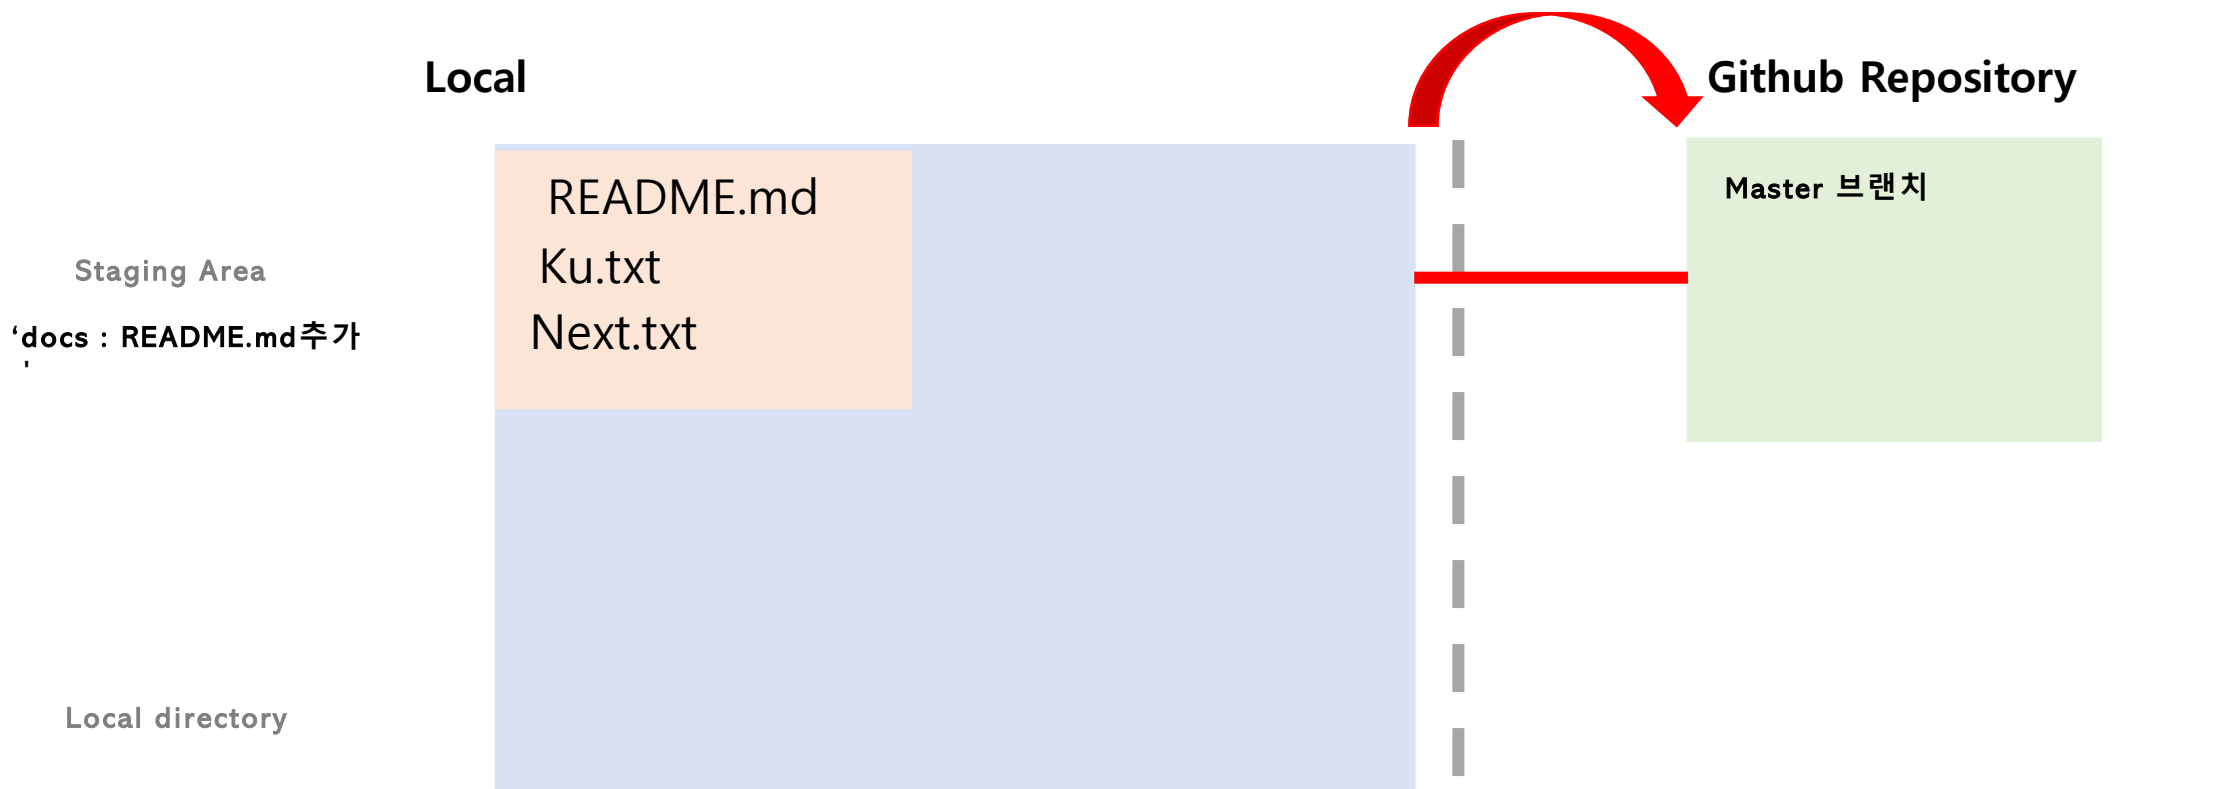 Local
Github Repository
README.md
Ku.txt
Next.txt
Master 브랜치
Staging Area
‘docs : README.md추가
'
Local directory